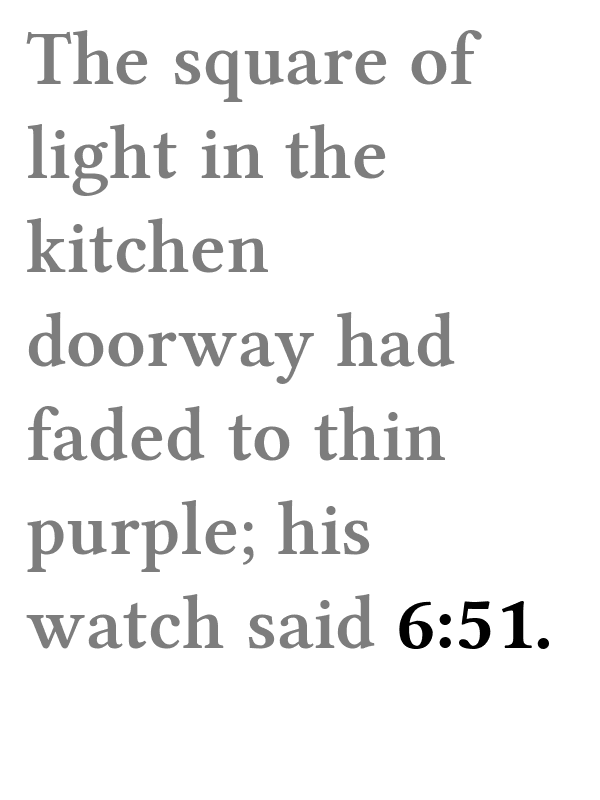 The square of
light in the
kitchen
doorway had
faded to thin
purple; his
watch said 6:51.